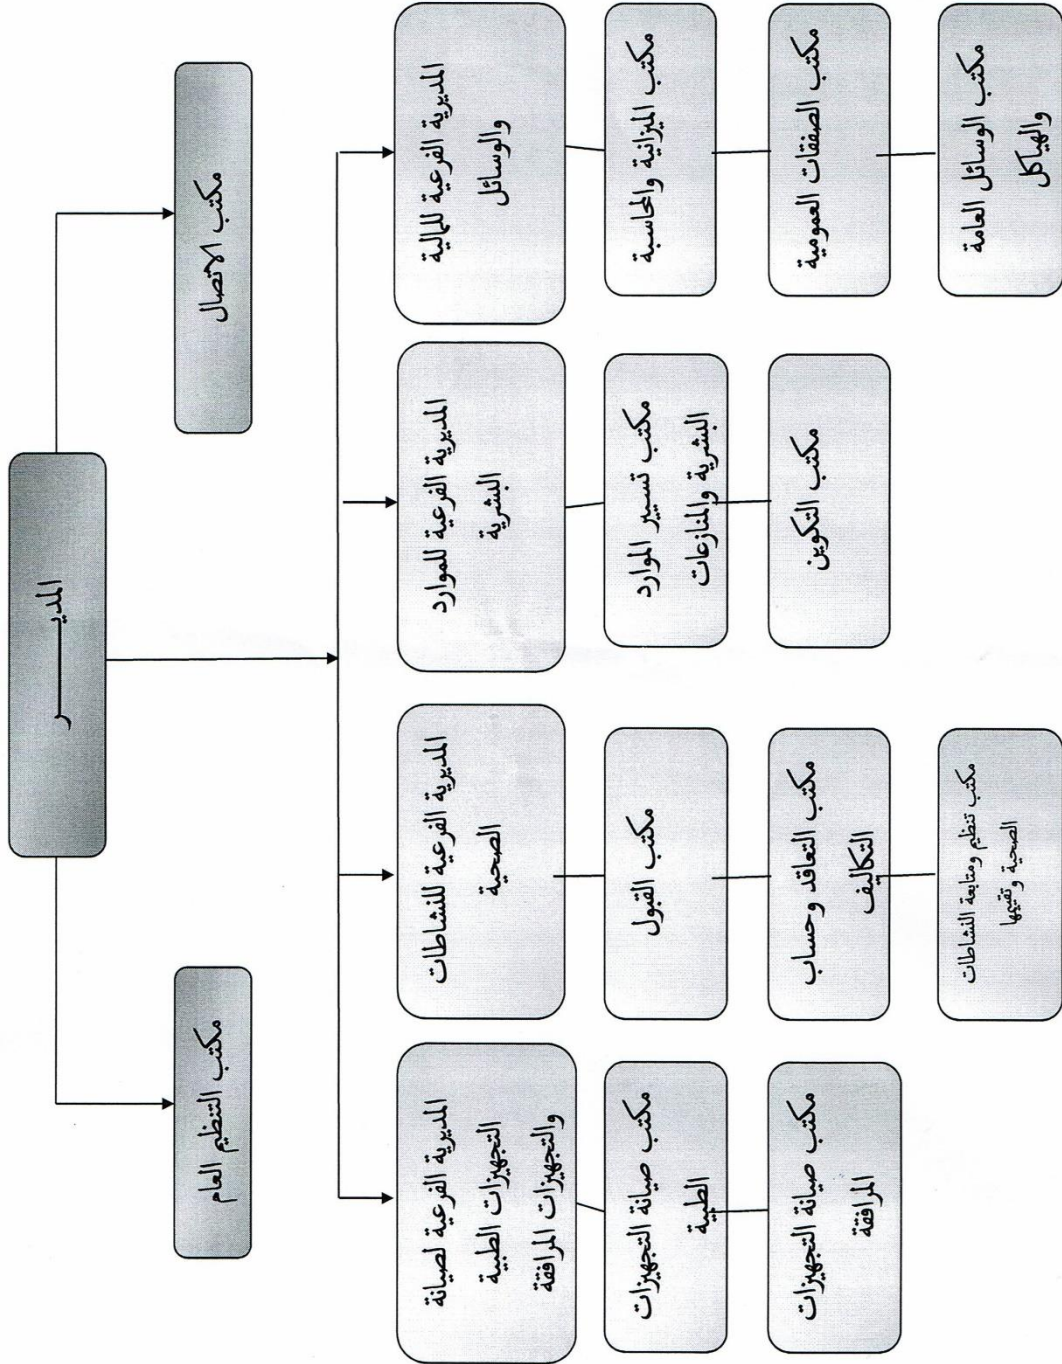 المديـــــــر
مكتب الاتصال
مكتب التنظيم العام
المديرية الفرعية للمالية
والوسائل
المديرية الفرعية للموارد
البشرية
المديرية الفرعية للنشاطات
الصحية
المديرية الفرعية لصيانة
التجهيزات الطبية
والتجهيزات المرافقة
مكتب الميزانية والمحاسبة
مكتب تسيير الموارد
البشرية والمنازعات
مكتب القبول
مكتب صيانة التجهيزات
الطبية
مكتب الصفقات العمومية
مكتب التكوين
مكتب التعاقد وحساب
التكاليف
مكتب صيانة التجهيزات
المرافقة
مكتب الوسائل العامة
والهياكل
مكتب تنظيم ومتابعة النشاطات
الصحية وتقييمها